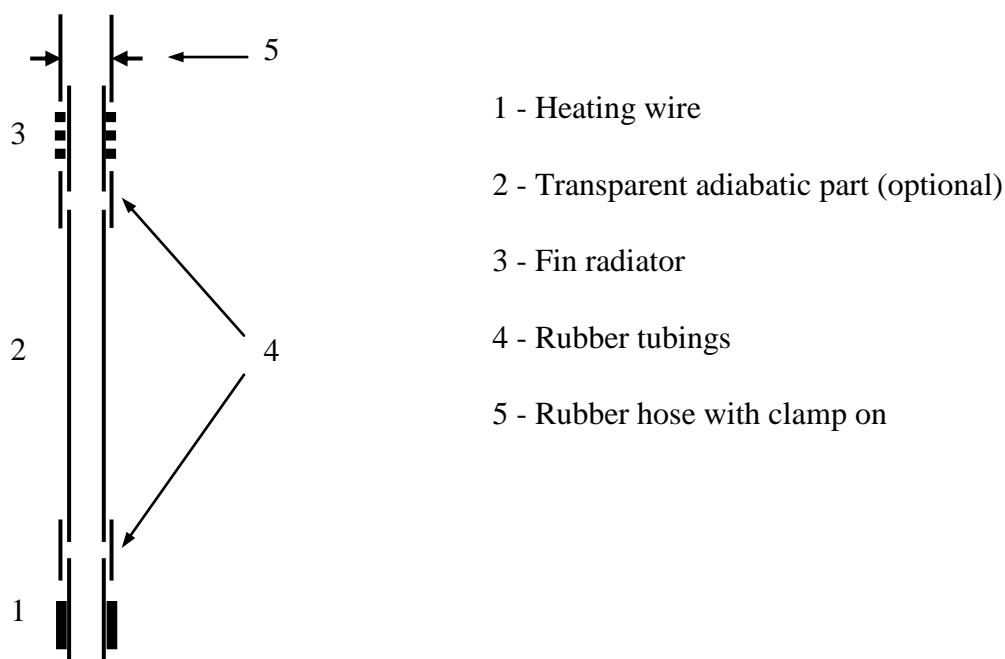 5
3
2
4
1
1 - Heating wire
2 - Transparent adiabatic part (optional)
3 - Fin radiator
4 - Rubber tubings
5 - Rubber hose with clamp on